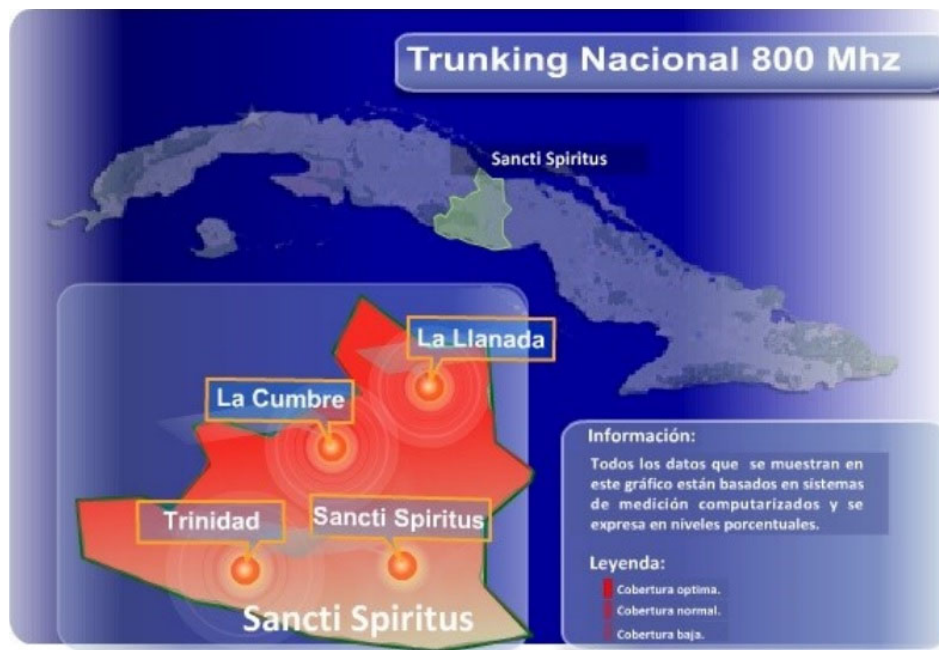 Trunking Nacional 800 Mhz
Sancti Spiritus
La Llanada
La Cumbre
Trinidad
Sancti Spiritus
Sancti Spiritus
Información:
Todos los datos que se muestran en
este gráfico están basados en sistemas
de medición computarizados y se
expresa en niveles porcentuales.
Leyenda:
Cobertura optima.
Cobertura normal.
Cobertura baja.